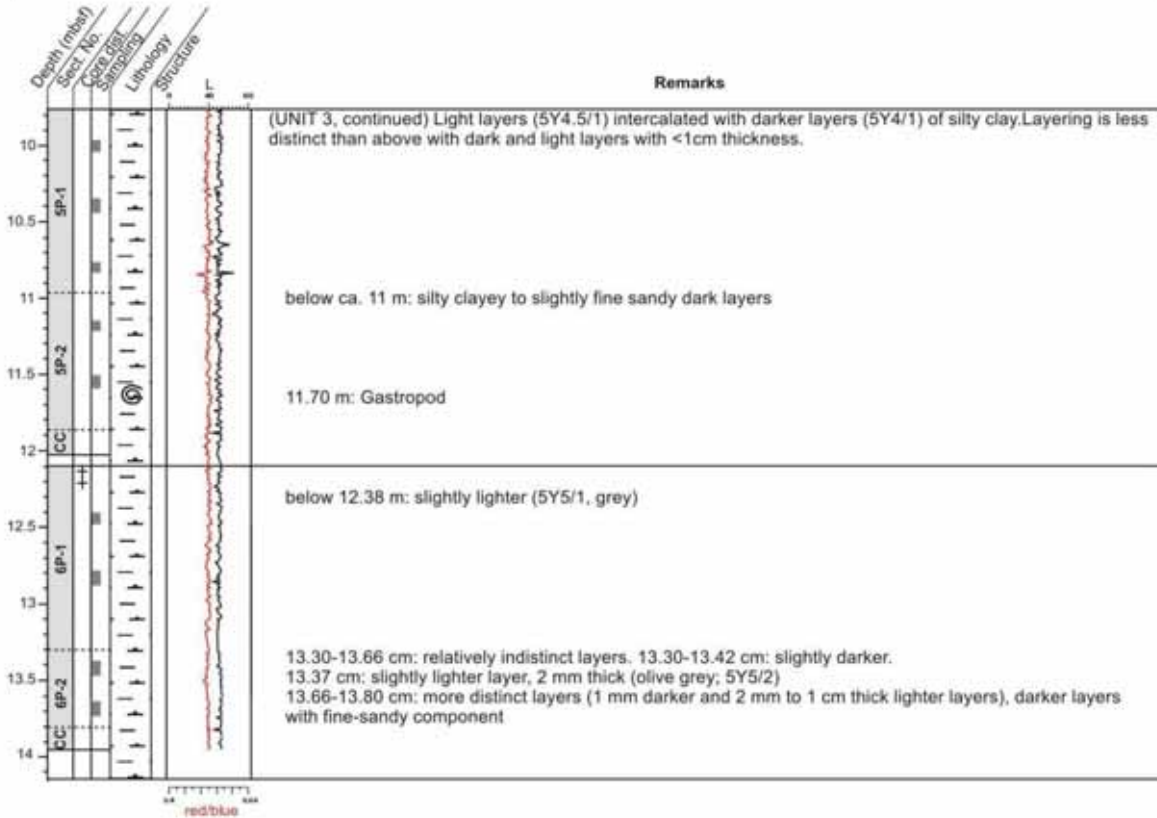 Depth (mbsf)
Sect. No.
Core dist.
Sampling
Lithology
Structure
L
Remarks
(UNIT 3, continued) Light layers (5Y4.5/1) intercalated with darker layers (5Y4/1) of silty clay.Layering is less
distinct than above with dark and light layers with <1cm thickness.
10
5P-1
10.5
11
below ca. 11 m: silty clayey to slightly fine sandy dark layers
5P-2
11.5
11.70 m: Gastropod
CC
12
below 12.38 m: slightly lighter (5Y5/1, grey)
12.5
6P-1
13
13.30-13.66 cm: relatively indistinct layers. 13.30-13.42 cm: slightly darker.
13.37 cm: slightly lighter layer, 2 mm thick (olive grey; 5Y5/2)
13.5
6P-2
13.66-13.80 cm: more distinct layers (1 mm darker and 2 mm to 1 cm thick lighter layers), darker layers
with fine-sandy component
CC
14
red/blue